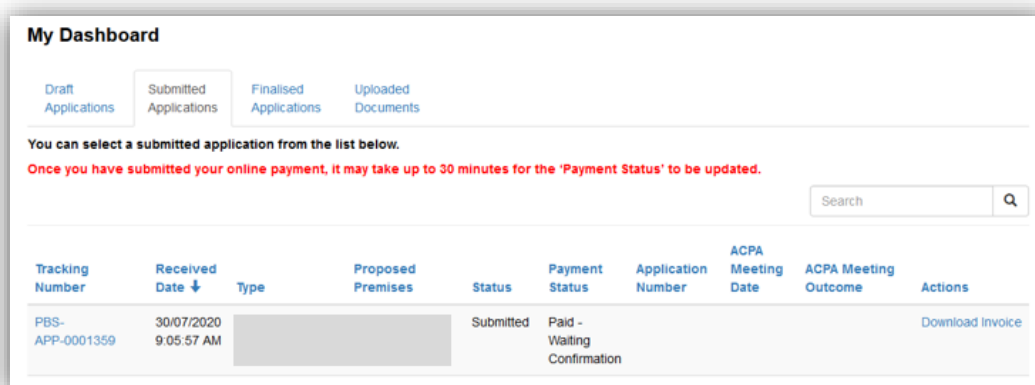 My Dashboard
Draft Applications
Submitted Applications
Finalised Applications
Uploaded Documents
You can select a submitted application from the list below.
Once you have submitted your online payment, it may take up to 30 minutes for the ‘Payment Status’ to be updated.
Search
Tracking Number
Received Date
Type
Proposed Premises
Status
Payment Status
Application Number
ACPA Meeting Date
ACPA Meeting Outcome
Actions
PBS-APP-0001359
30/07/2020 9:05:57 AM
Submitted
Paid - Waiting Confirmation
Download Invoice